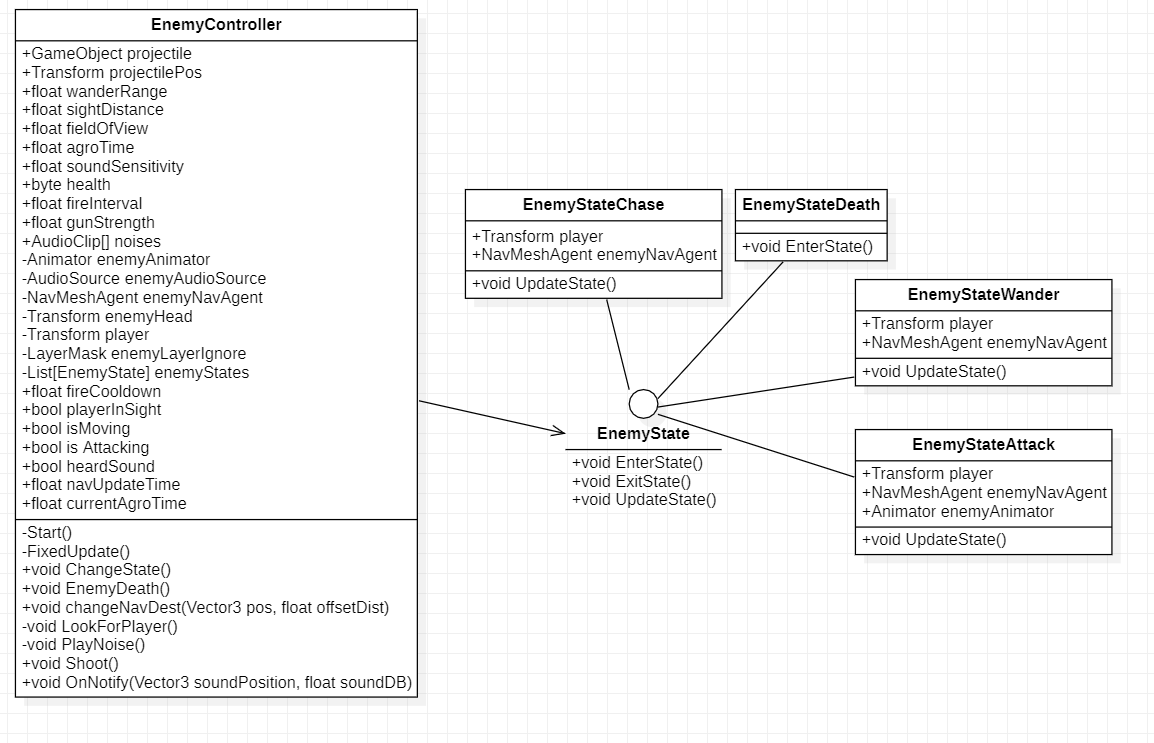 EnemyController
+GameObject projectile
+Transform projectilePos
+float wanderRange
+float sightDistance
+float fieldOfView
+float agroTime
+float soundSensitivity
+byte health
+float fireInterval
+float gunStrength
+AudioClip[] noises
-Animator enemyAnimator
-AudioSource enemyAudioSource
-NavMeshAgent enemyNavAgent
-Transform enemyHead
-Transform player
-LayerMask enemyLayerIgnore
-List[EnemyState] enemyStates
+float fireCooldown
+bool playerInSight
+bool isMoving
+bool is Attacking
+bool heardSound
+float navUpdateTime
+float currentAgroTime
-Start()
-FixedUpdate()
+void ChangeState()
+void EnemyDeath()
+void changeNavDest(Vector3 pos, float offsetDist)
-void LookForPlayer()
-void PlayNoise()
+void Shoot()
+void OnNotify(Vector3 soundPosition, float soundDB)
EnemyStateChase
+Transform player
+NavMeshAgent enemyNavAgent
+void UpdateState()
EnemyStateDeath
+void EnterState()
EnemyStateWander
+Transform player
+NavMeshAgent enemyNavAgent
+void UpdateState()
EnemyState
+void EnterState()
+void ExitState()
+void UpdateState()
EnemyStateAttack
+Transform player
+NavMeshAgent enemyNavAgent
+Animator enemyAnimator
+void UpdateState()